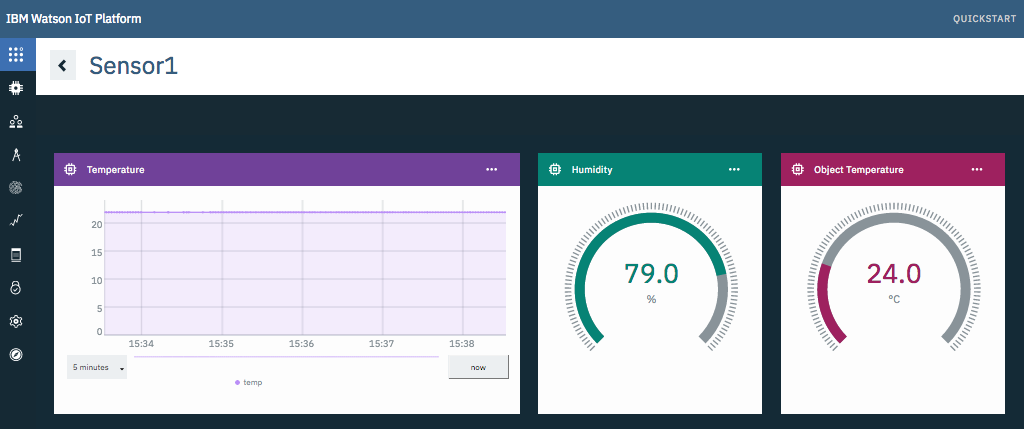 IBM Watson IoT Platform
QUICKSTART
Sensor1
Temperature
20
15
10
5
0
15:34 15:35 15:36 15:37 15:38
5 minutes
now
temp
Humidity
79.0
%
Object Temperature
24.0
°C